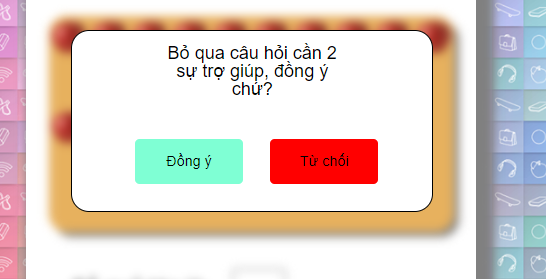 Bỏ qua câu hỏi cần 2
sự trợ giúp, đồng ý
chứ?
Đồng ý
Từ chối